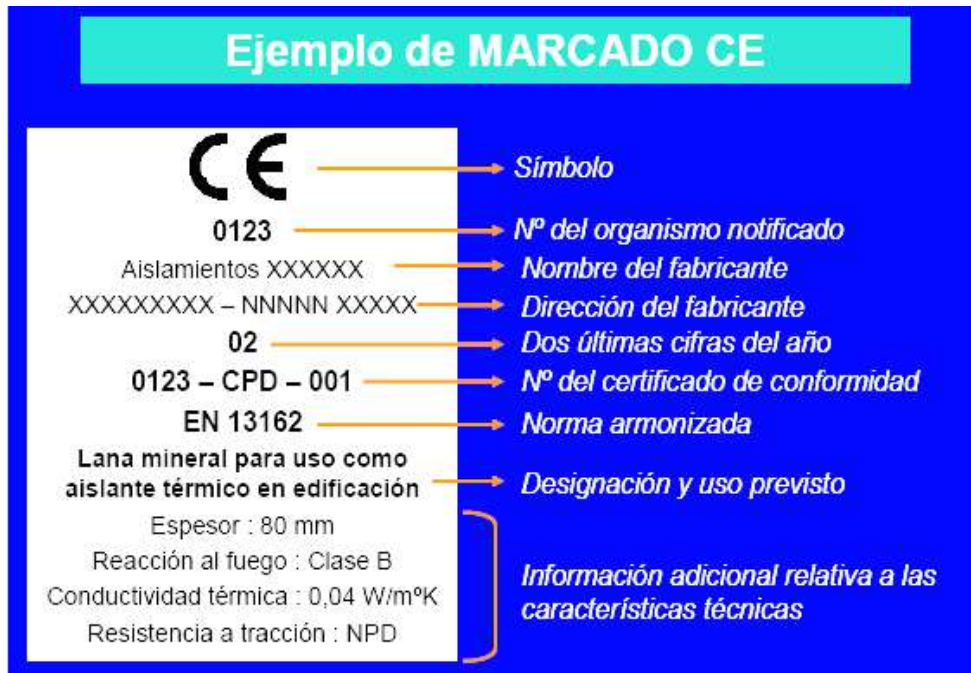 Ejemplo de MARCADO CE
CE
Símbolo
0123
Nº del organismo notificado
Aislamientos XXXXXX
Nombre del fabricante
XXXXXXXXX – NNNNN XXXXX
Dirección del fabricante
02
Dos últimas cifras del año
0123 – CPD – 001
Nº del certificado de conformidad
EN 13162
Norma armonizada
Lana mineral para uso como
aislante térmico en edificación
Designación y uso previsto
Espesor : 80 mm
Reacción al fuego : Clase B
Conductividad térmica : 0,04 W/mºK
Resistencia a tracción : NPD
Información adicional relativa a las
características técnicas